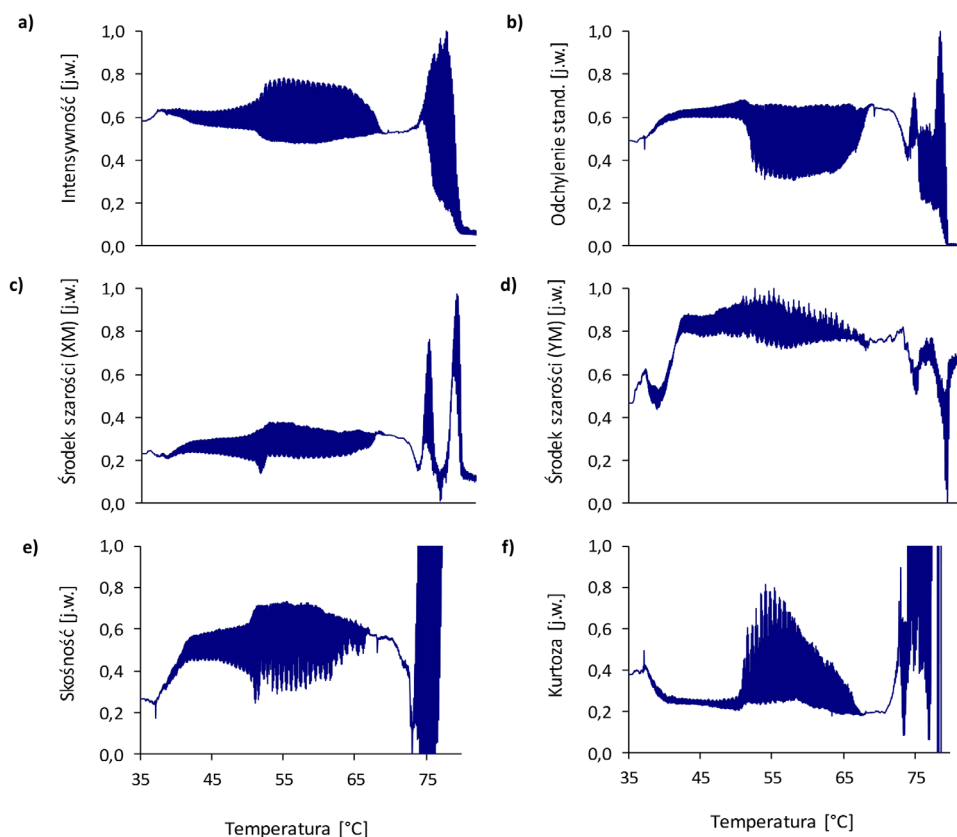 a)
Intensywność [j.w.]
1,0
0,8
0,6
0,4
0,2
0,0
b)
Odchylenie stand. [j.w.]
1,0
0,8
0,6
0,4
0,2
0,0
c)
Środek szarości (XM) [j.w.]
1,0
0,8
0,6
0,4
0,2
0,0
d)
Środek szarości (YM) [j.w.]
1,0
0,8
0,6
0,4
0,2
0,0
e)
Skośność [j.w.]
1,0
0,8
0,6
0,4
0,2
0,0
35 45 55 65 75
Temperatura [°C]
f)
Kurtoza [j.w.]
1,0
0,8
0,6
0,4
0,2
0,0
35 45 55 65 75
Temperatura [°C]